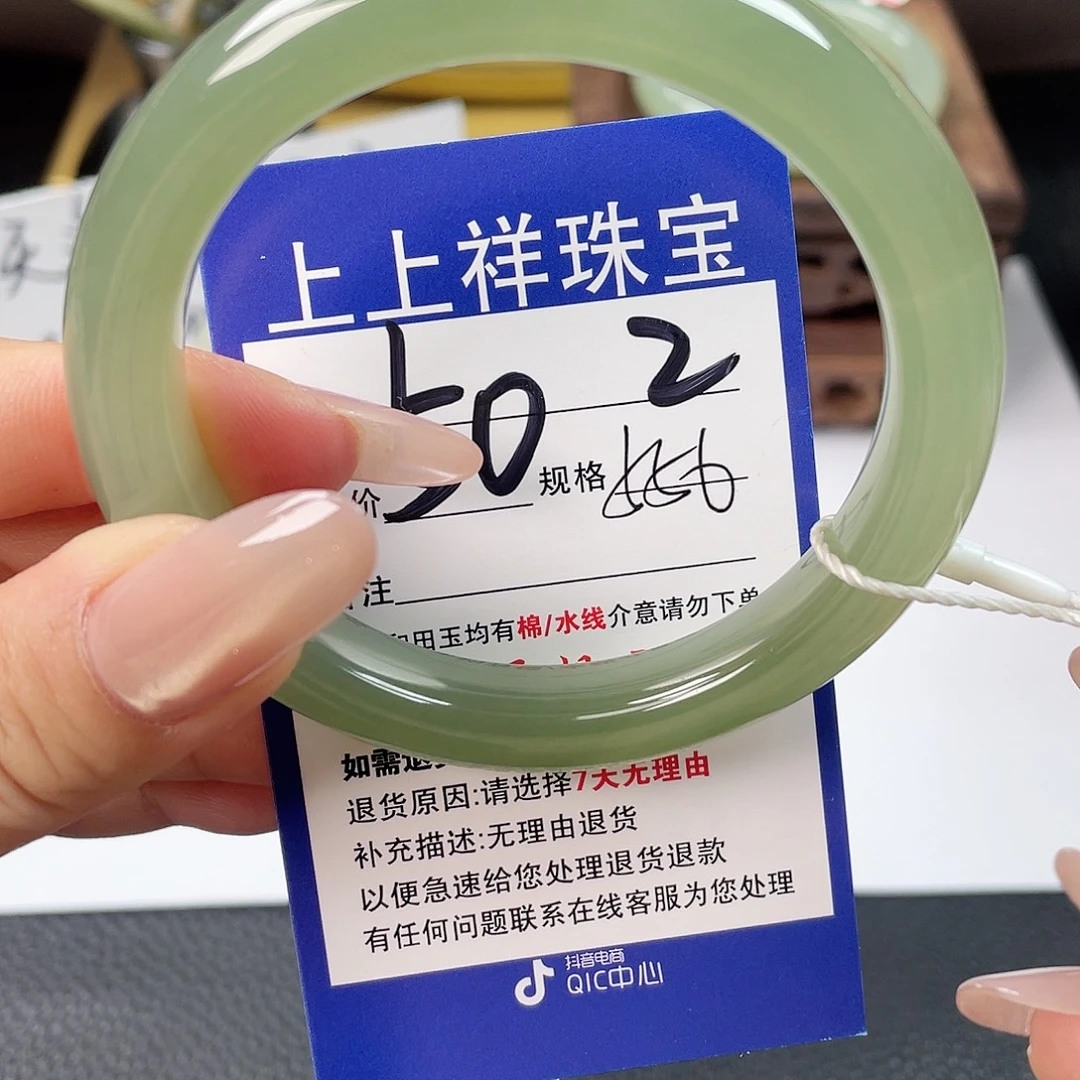 上上祥珠宝
50 2
价 规格
注
和田玉均有棉/水线介意请勿下单
如需退
退货原因:请选择7天无理由
补充描述:无理由退货
以便急速给您处理退货退款
有任何问题联系在线客服为您处理
抖音电商
QIC中心